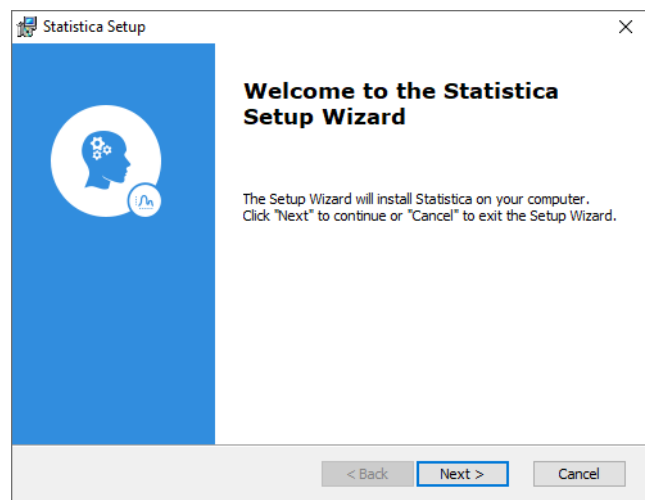 Statistica Setup
Welcome to the Statistica
Setup Wizard
The Setup Wizard will install Statistica on your computer.
Click "Next" to continue or "Cancel" to exit the Setup Wizard.
< Back Next > Cancel